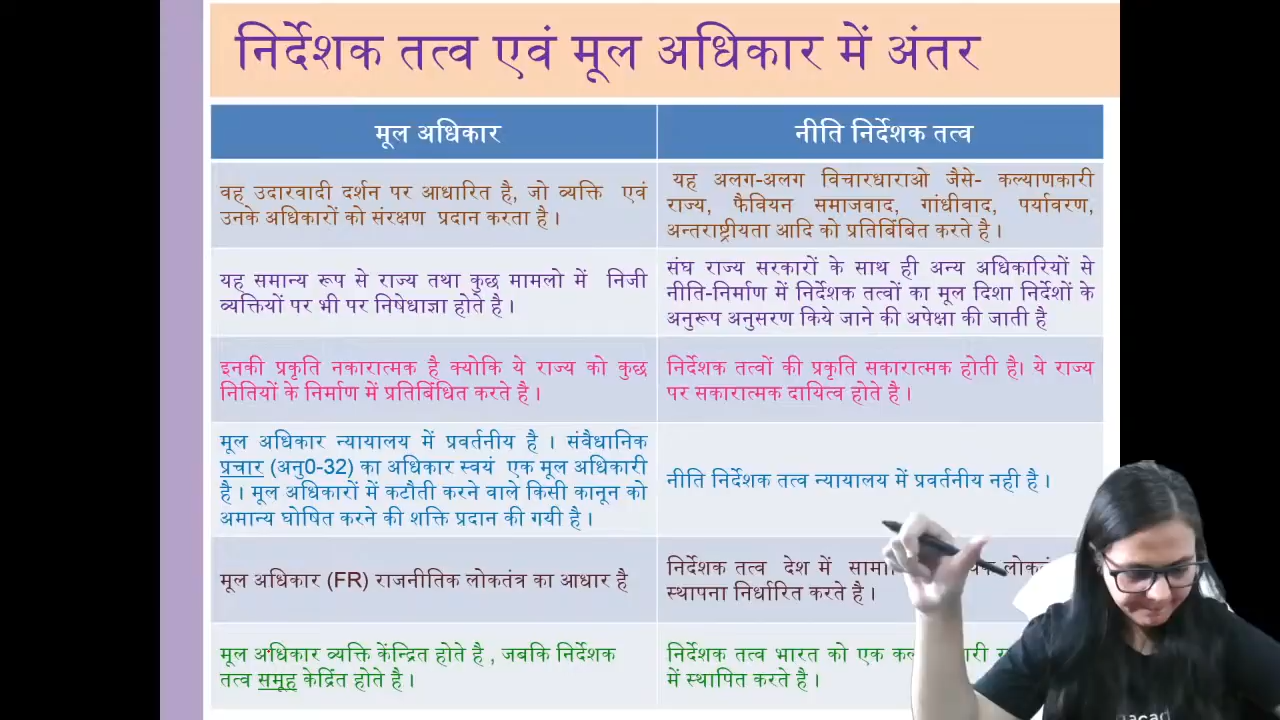 निर्देशक तत्व एवं मूल अधिकार में अंतर
मूल अधिकार
नीति निर्देशक तत्व
वह उदारवादी दर्शन पर आधारित है, जो व्यक्ति एवं
उनके अधिकारों को संरक्षण प्रदान करता है।
यह अलग-अलग विचारधाराओ जैसे- कल्याणकारी
राज्य, फैवियन समाजवाद, गांधीवाद, पर्यावरण,
अन्तराष्ट्रीयता आदि को प्रतिबिंबित करते है।
यह समान्य रूप से राज्य तथा कुछ मामलो में निजी
व्यक्तियों पर भी पर निषेधाज्ञा होते है।
संघ राज्य सरकारों के साथ ही अन्य अधिकारियों से
नीति-निर्माण में निर्देशक तत्वों का मूल दिशा निर्देशों के
अनुरूप अनुसरण किये जाने की अपेक्षा की जाती है
इनकी प्रकृति नकारात्मक है क्योकि ये राज्य को कुछ
नितियों के निर्माण में प्रतिबिंधित करते है।
निर्देशक तत्वों की प्रकृति सकारात्मक होती है। ये राज्य
पर सकारात्मक दायित्व होते है।
मूल अधिकार न्यायालय में प्रवर्तनीय है। संवैधानिक
प्रचार (अनु0-32) का अधिकार स्वयं एक मूल अधिकारी
है। मूल अधिकारों में कटौती करने वाले किसी कानून को
अमान्य घोषित करने की शक्ति प्रदान की गयी है।
नीति निर्देशक तत्व न्यायालय में प्रवर्तनीय नही है।
मूल अधिकार (FR) राजनीतिक लोकतंत्र का आधार है
निर्देशक तत्व देश में
स्थापना निर्धारित करते है।
मूल अधिकार व्यक्ति केंन्द्रित होते है, जबकि निर्देशक
तत्व समूह केर्द्रित होते है।
निर्देशक तत्व भारत को एक
में स्थापित करते है।